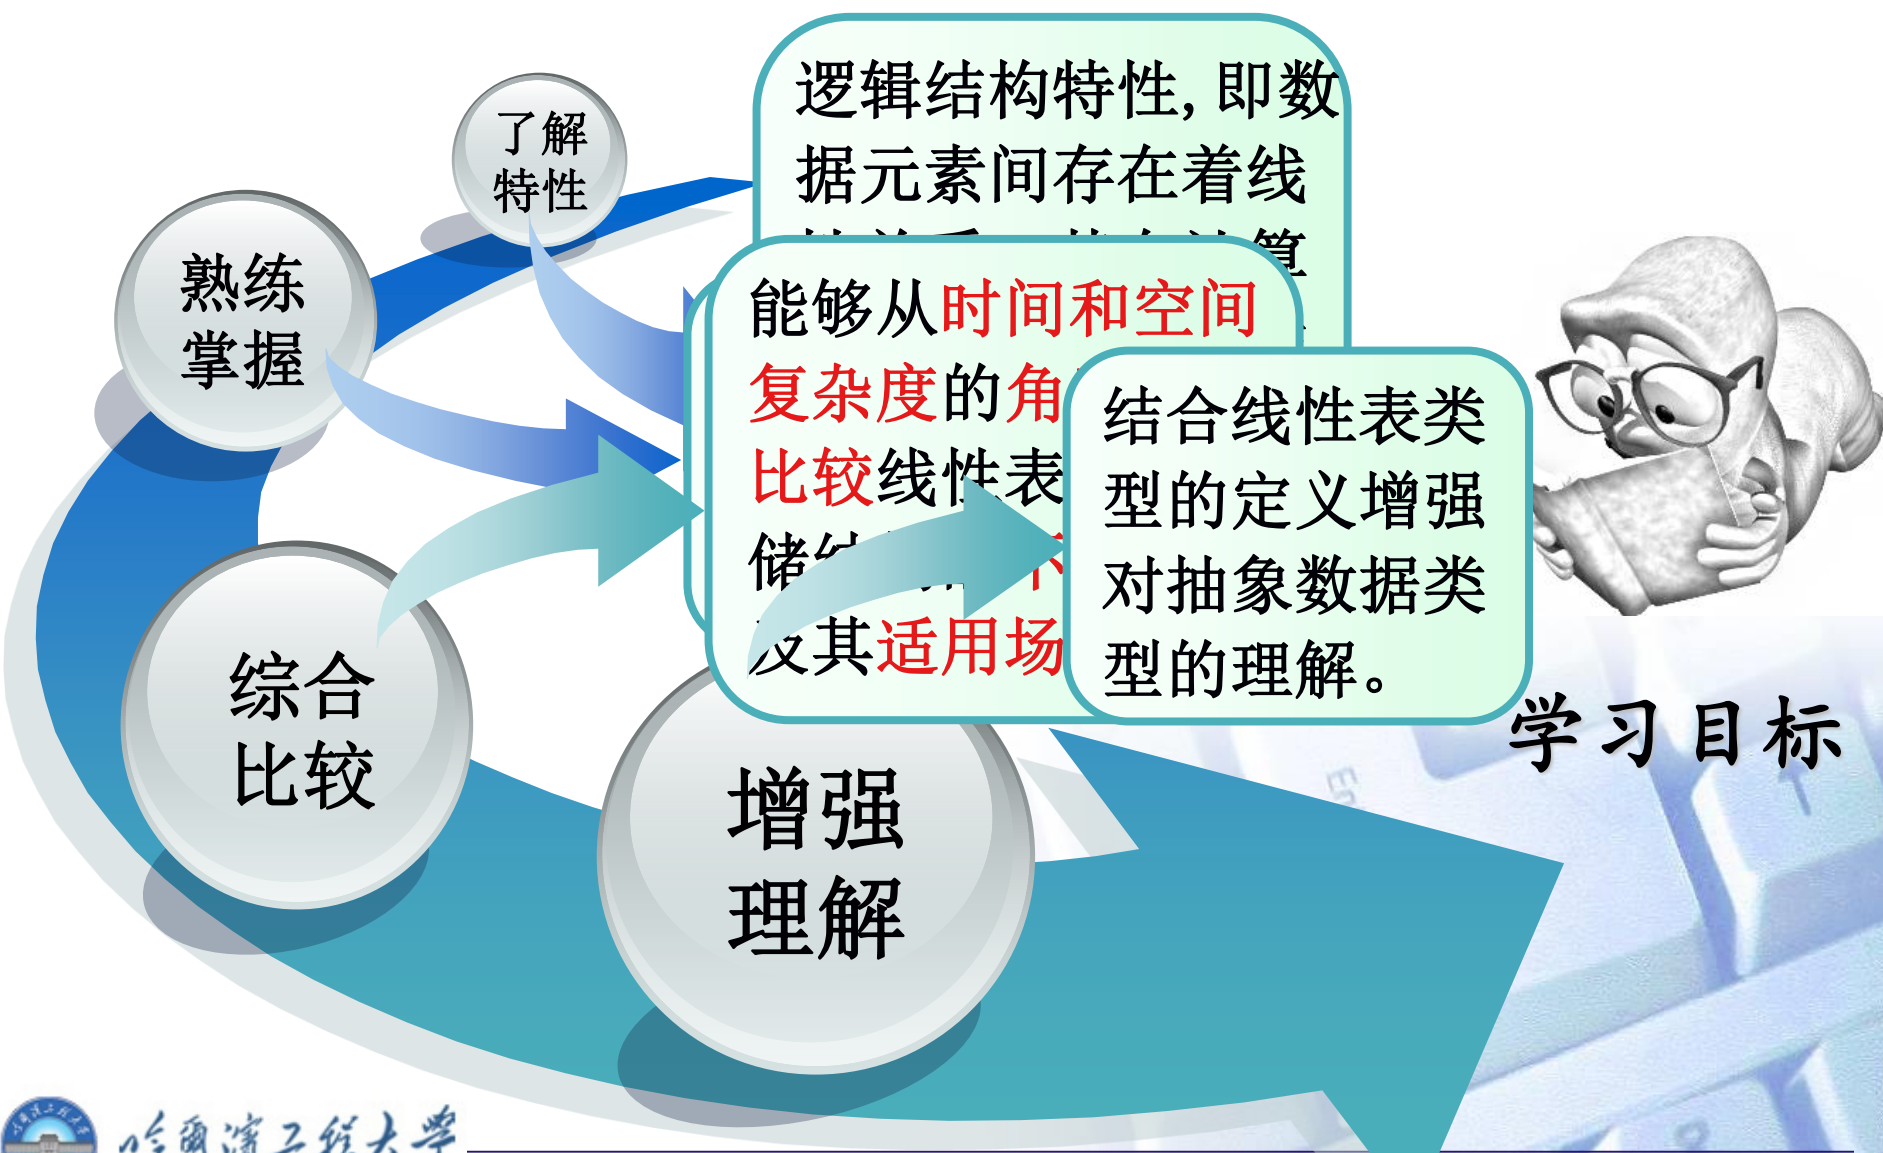 了解
特性
熟练
掌握
综合
比较
增强
理解
逻辑结构特性,即数
据元素间存在着线
算
能够从时间和空间
复杂度的角
比较线性表
储
及其适用场
结合线性表类
型的定义增强
对抽象数据类
型的理解。
学习目标
哈尔滨工程大学